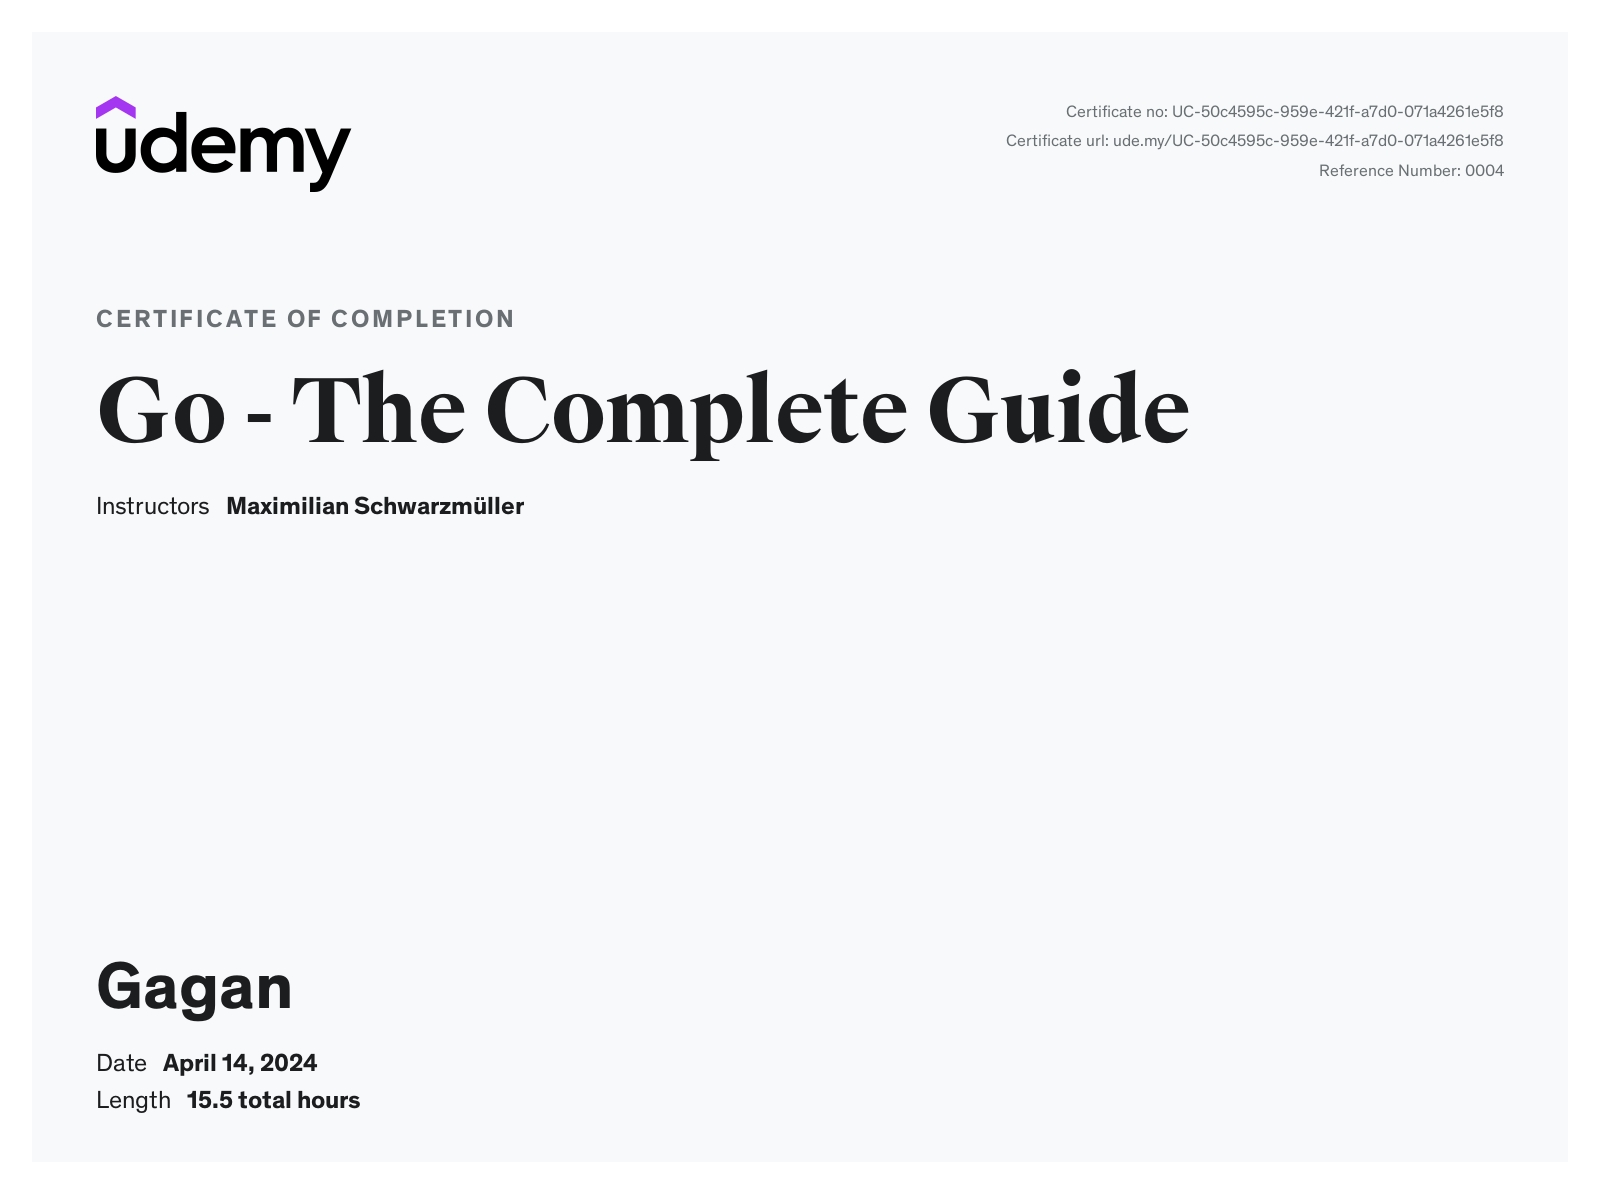 udemy
Certificate no: UC-50c4595c-959e-421f-a7d0-071a4261e5f8
Certificate url: ude.my/UC-50c4595c-959e-421f-a7d0-071a4261e5f8
Reference Number: 0004
CERTIFICATE OF COMPLETION
Go - The Complete Guide
Instructors Maximilian Schwarzmüller
Gagan
Date April 14, 2024
Length 15.5 total hours